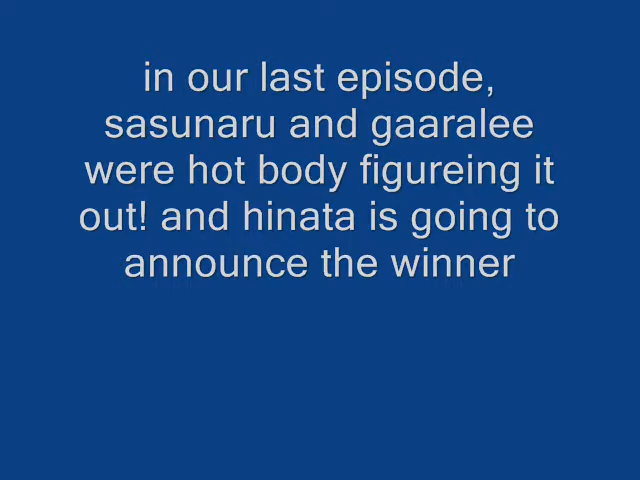 in our last episode,
sasunaru and gaaralee
were hot body figureing it
out! and hinata is going to
announce the winner